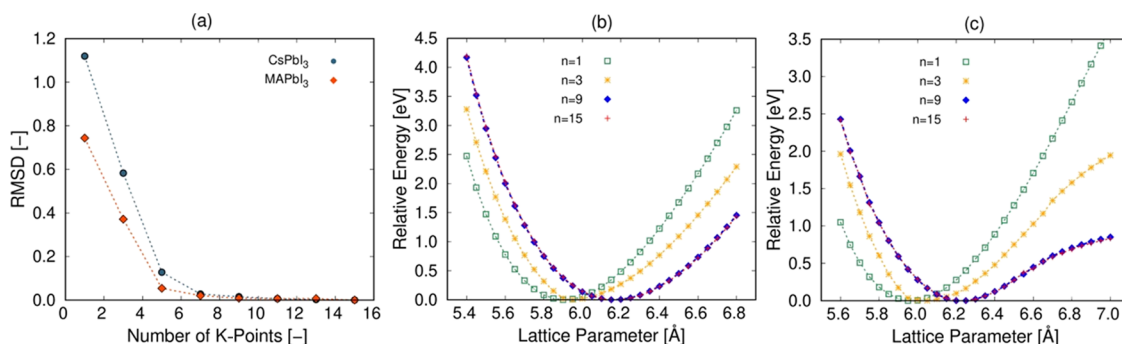 (a)
RMSD [–]
1.2
1.0
0.8
0.6
0.4
0.2
0.0
CsPbI3
MAPbI3
0 2 4 6 8 10 12 14 16
Number of K-Points [–]
(b)
Relative Energy [eV]
5.0
4.5
4.0
3.5
3.0
2.5
2.0
1.5
1.0
0.5
0.0
n=1
n=3
n=9
n=15
5.4 5.6 5.8 6.0 6.2 6.4 6.6 6.8
Lattice Parameter [Å]
(c)
Relative Energy [eV]
3.5
3.0
2.5
2.0
1.5
1.0
0.5
0.0
n=1
n=3
n=9
n=15
5.6 5.8 6.0 6.2 6.4 6.6 6.8 7.0
Lattice Parameter [Å]